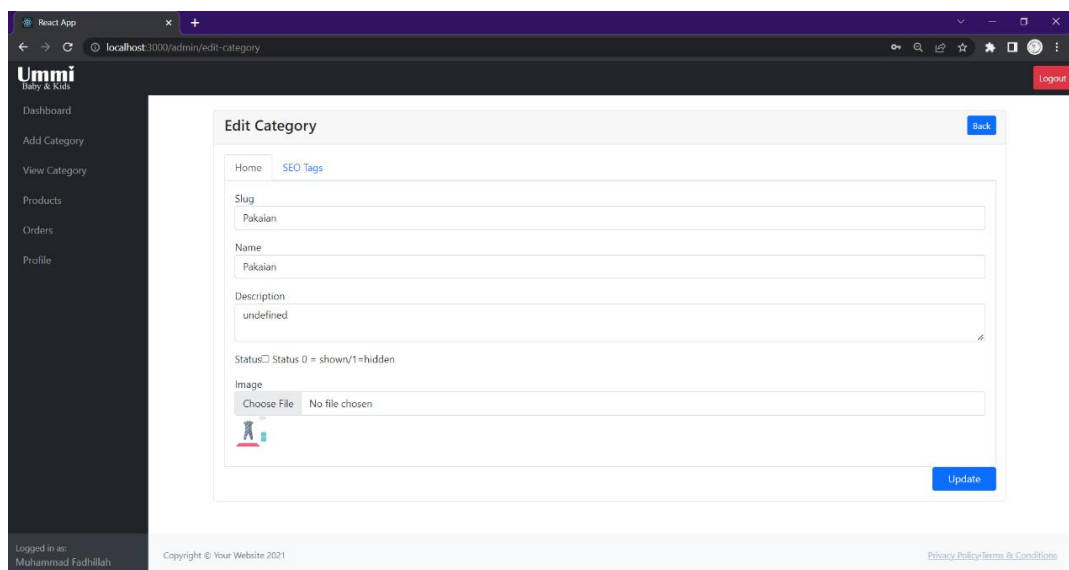 React App
localhost:3000/admin/edit-category
Ummi
Baby & Kids
Logout
Dashboard
Add Category
View Category
Products
Orders
Profile
Edit Category
Back
Home SEO Tags
Slug
Pakaian
Name
Pakaian
Description
undefined
Status Status 0 = shown/1=hidden
Image
Choose File No file chosen
Update
Logged in as:
Muhammad Fadhillah
Copyright © Your Website 2021
Privacy Policy·Terms & Conditions